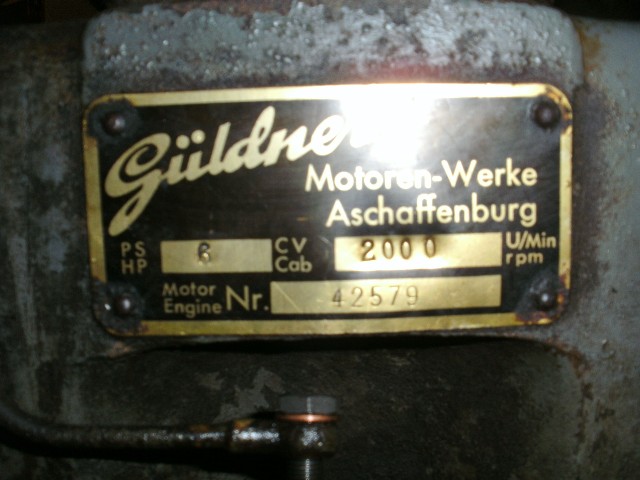 Güldner
Motoren-Werke
Aschaffenburg
PS HP 6 CV Cab 2000 U/Min rpm
Motor Engine Nr. 42579